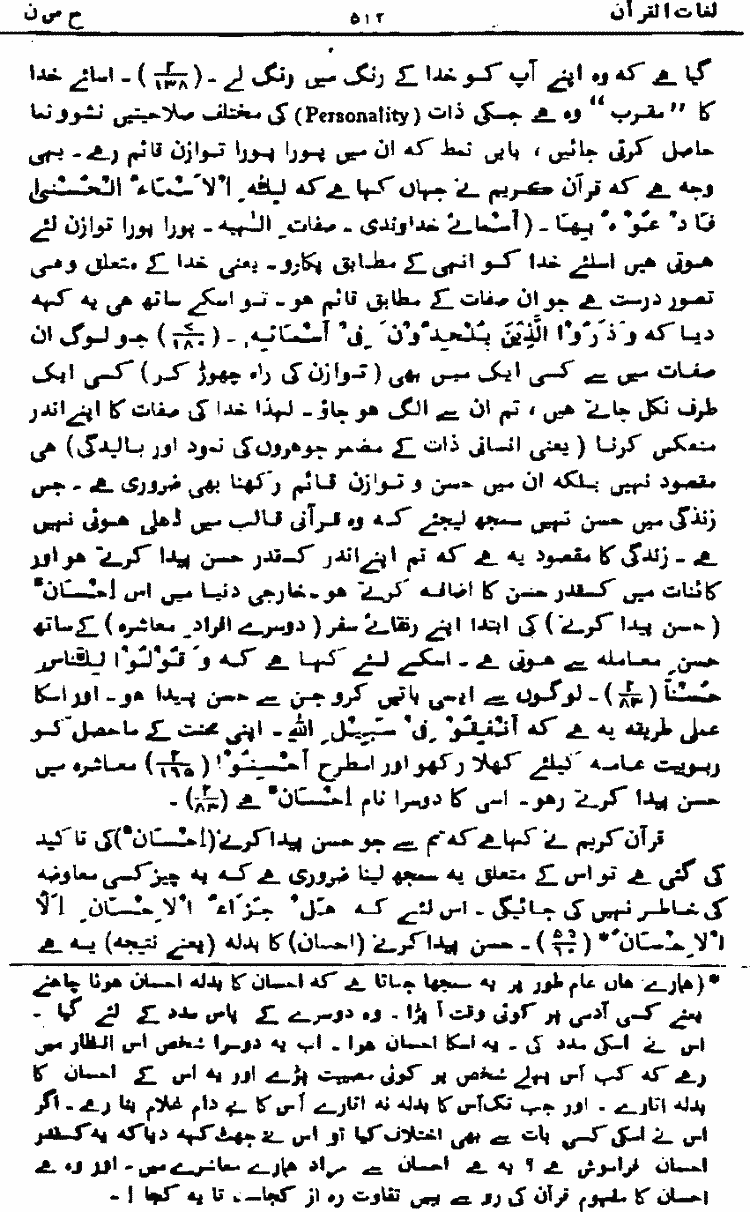 لغات القرآن ۵۱۲ ح س ن
گیا ہے کہ وہ اپنے آپ کو خدا کے رنگ میں رنگ لے ۔ (۲/۱۳۸) ۔ اسائے خدا
کا ”مقرب“ وہ ہے جسکی ذات (Personality) کی مختلف صلاحیتیں نشوونما
حاصل کرتی جائیں ، بایں نمط کہ ان میں پورا پورا توازن قائم رہے ۔ یہی
وجہ ہے کہ قرآن کریم نے جہاں کہا ہے کہ لِلّٰہِ الْاَسْمَاءُ الْحُسْنٰی
فَادْعُوْہُ بِہَا ۔ (اَسْمائے خداوندی ۔ صفاتِ الٰہیہ ۔ پورا پورا توازن لئے
ہوتی ہیں اسلئے خدا کو انہی کے مطابق پکارو ۔ یعنی خدا کے متعلق وہی
تصور درست ہے جو ان صفات کے مطابق قائم ہو ۔ تو اسکے ساتھ ہی یہ کہہ
دیا کہ وَ ذَرُوا الَّذِیْنَ یُلْحِدُوْنَ فِیْ اَسْمَائِہِ ۔ (۷/۱۸۰) جو لوگ ان
صفات میں سے کسی ایک میں بھی (توازن کی راہ چھوڑ کر) کسی ایک
طرف نکل جاتے ہیں ، تم ان سے الگ ہو جاؤ ۔ لہذا خدا کی صفات کا اپنے اندر
منعکس کرنا (یعنی انسانی ذات کے مضمر جوہروں کی نمود اور بالیدگی) ہی
مقصود نہیں بلکہ ان میں حسن و توازن قائم رکھنا بھی ضروری ہے ۔ جس
زندگی میں حسن نہیں سمجھ لیجئے کہ وہ قرآنی قالب میں ڈھلی ہوئی نہیں
ہے ۔ زندگی کا مقصود یہ ہے کہ تم اپنے اندر کسقدر حسن پیدا کرتے ہو اور
کائنات میں کسقدر حسن کا اضافہ کرتے ہو ۔ خارجی دنیا میں اس اِحْسَانٌ
(حسن پیدا کرنے) کی ابتدا اپنے رفقائے سفر (دوسرے افرادِ معاشرہ) کے ساتھ
حسنِ معاملہ سے ہوتی ہے ۔ اسکے لئے کہا ہے کہ وَ قُوْلُوْا لِلنَّاسِ
حُسْنًا (۲/۸۳) ۔ لوگوں سے ایسی باتیں کرو جن سے حسن پیدا ہو ۔ اور اسکا
عملی طریقہ یہ ہے کہ اَنْفِقُوْا فِیْ سَبِیْلِ اللّٰہِ ۔ اپنی محنت کے ماحصل کو
ربوبیت عامہ کیلئے کھلا رکھو اور اسطرح اَحْسِنُوْا ! (۲/۱۹۵) معاشرہ میں
حسن پیدا کرتے رہو ۔ اسی کا دوسرا نام اِحْسَانٌ ہے (۲/۸۳) ۔
قرآن کریم نے کہا ہے کہ تم سے جو حسن پیدا کرنے (اِحْسَانٌ) کی تاکید
کی گئی ہے تو اس کے متعلق یہ سمجھ لینا ضروری ہے کہ یہ چیز کسی معاوضہ
کی خاطر نہیں کی جائیگی ۔ اس لئے کہ ھَلْ جَزَاءُ الْاِحْسَانِ اِلَّا
الْاِحْسَانُ* (۵۵/۶۰) ۔ حسن پیدا کرنے (احسان) کا بدلہ (یعنے نتیجہ) یہ ہے
*(ہمارے ہاں عام طور پر یہ سمجھا جاتا ہے کہ احسان کا بدلہ احسان ہونا چاہئے
یعنے کسی آدمی پر کوئی وقت آ پڑا ۔ وہ دوسرے کے پاس مدد کے لئے گیا ۔
اس نے اسکی مدد کی ۔ یہ اسکا احسان ہوا ۔ اب یہ دوسرا شخص اس انتظار میں
رہے کہ کب اُس پہلے شخص پر کوئی مصیبت پڑے اور یہ اس کے احسان کا
بدلہ اتارے ۔ اور جب تک اُس کا بدلہ نہ اتارے اُس کا بے دام غلام بنا رہے ۔ اگر
اس نے اسکی کسی بات سے بھی اختلاف کیا تو اس نے جھٹ کہہ دیا کہ یہ کسقدر
احسان فراموش ہے ؟ یہ ہے احسان سے مراد ہمارے معاشرے میں ۔ اور وہ ہے
احسان کا مفہوم قرآن کی رو سے ببیں تفاوت رہ از کجاست تا بہ کجا ! ۔